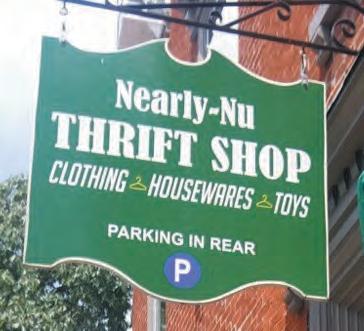 Nearly-Nu
THRIFT SHOP
CLOTHING HOUSEWARES TOYS
PARKING IN REAR
P